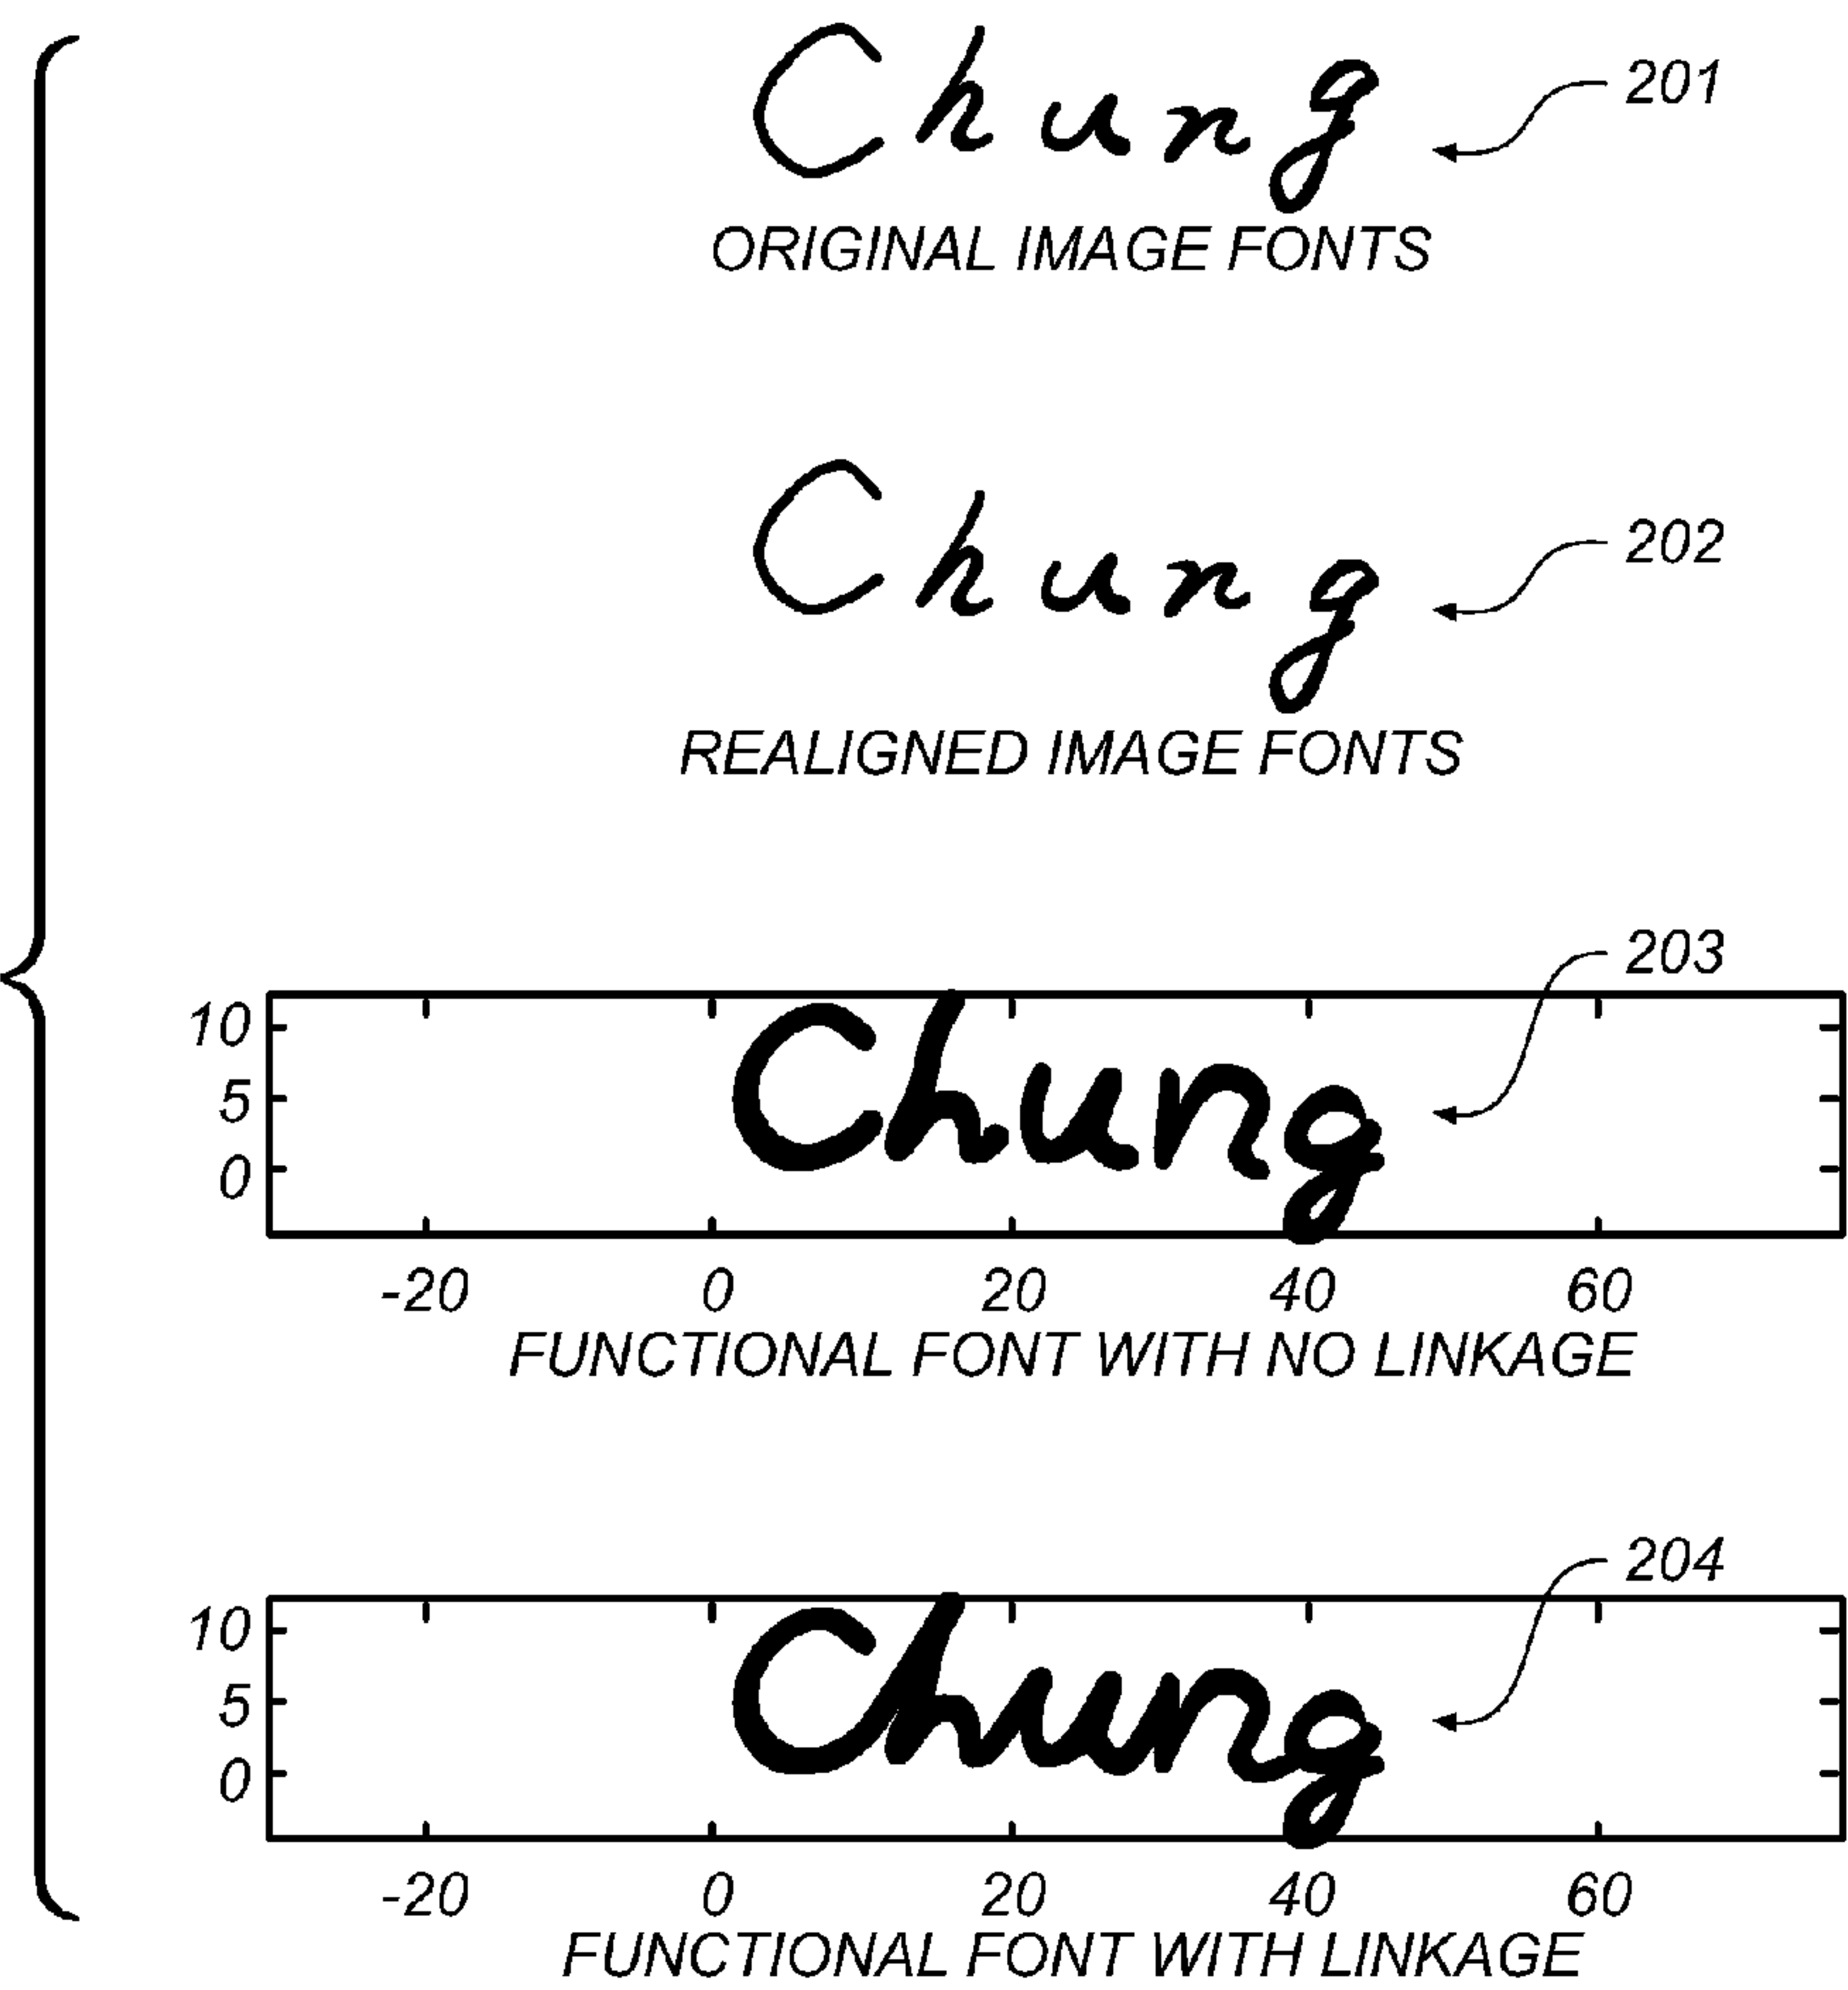 Chung
201
ORIGINAL IMAGE FONTS
Chung
202
REALIGNED IMAGE FONTS
203
10
5
0
Chung
-20 0 20 40 60
FUNCTIONAL FONT WITH NO LINKAGE
204
10
5
0
Chung
-20 0 20 40 60
FUNCTIONAL FONT WITH LINKAGE